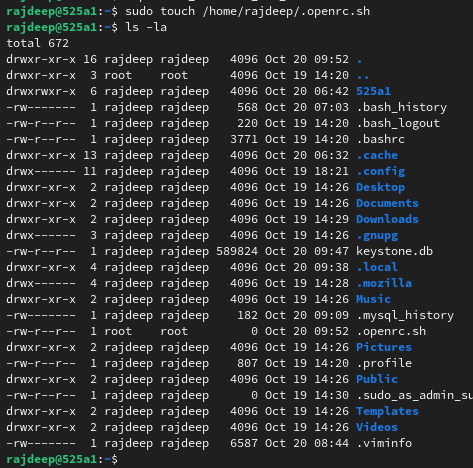 rajdeep@525a1:~$ sudo touch /home/rajdeep/.openrc.sh
rajdeep@525a1:~$ ls -la
total 672
drwxr-xr-x 16 rajdeep rajdeep   4096 Oct 20 09:52 .
drwxr-xr-x  3 root    root      4096 Oct 19 14:20 ..
drwxrwxr-x  6 rajdeep rajdeep   4096 Oct 20 06:42 525a1
-rw-------  1 rajdeep rajdeep    568 Oct 20 07:03 .bash_history
-rw-r--r--  1 rajdeep rajdeep    220 Oct 19 14:20 .bash_logout
-rw-r--r--  1 rajdeep rajdeep   3771 Oct 19 14:20 .bashrc
drwxr-xr-x 13 rajdeep rajdeep   4096 Oct 20 06:32 .cache
drwx------ 11 rajdeep rajdeep   4096 Oct 19 18:21 .config
drwxr-xr-x  2 rajdeep rajdeep   4096 Oct 19 14:26 Desktop
drwxr-xr-x  2 rajdeep rajdeep   4096 Oct 19 14:26 Documents
drwxr-xr-x  2 rajdeep rajdeep   4096 Oct 19 14:29 Downloads
drwx------  3 rajdeep rajdeep   4096 Oct 19 14:26 .gnupg
-rw-r--r--  1 rajdeep rajdeep 589824 Oct 20 09:47 keystone.db
drwxr-xr-x  4 rajdeep rajdeep   4096 Oct 20 09:38 .local
drwx------  4 rajdeep rajdeep   4096 Oct 19 14:28 .mozilla
drwxr-xr-x  2 rajdeep rajdeep   4096 Oct 19 14:26 Music
-rw-------  1 rajdeep rajdeep    182 Oct 20 09:09 .mysql_history
-rw-r--r--  1 root    root         0 Oct 20 09:52 .openrc.sh
drwxr-xr-x  2 rajdeep rajdeep   4096 Oct 19 14:26 Pictures
-rw-r--r--  1 rajdeep rajdeep    807 Oct 19 14:20 .profile
drwxr-xr-x  2 rajdeep rajdeep   4096 Oct 19 14:26 Public
-rw-r--r--  1 rajdeep rajdeep      0 Oct 19 14:30 .sudo_as_admin_su
drwxr-xr-x  2 rajdeep rajdeep   4096 Oct 19 14:26 Templates
drwxr-xr-x  2 rajdeep rajdeep   4096 Oct 19 14:26 Videos
-rw-------  1 rajdeep rajdeep   6587 Oct 20 08:44 .viminfo
rajdeep@525a1:~$